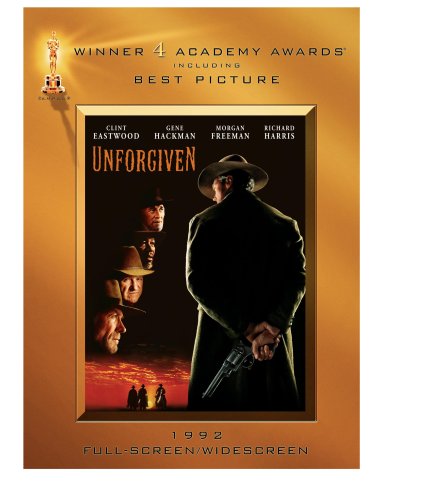 WINNER 4 ACADEMY AWARDS®
INCLUDING
BEST PICTURE
CLINT EASTWOOD
GENE HACKMAN
MORGAN FREEMAN
RICHARD HARRIS
UNFORGIVEN
1992
FULL-SCREEN/WIDESCREEN